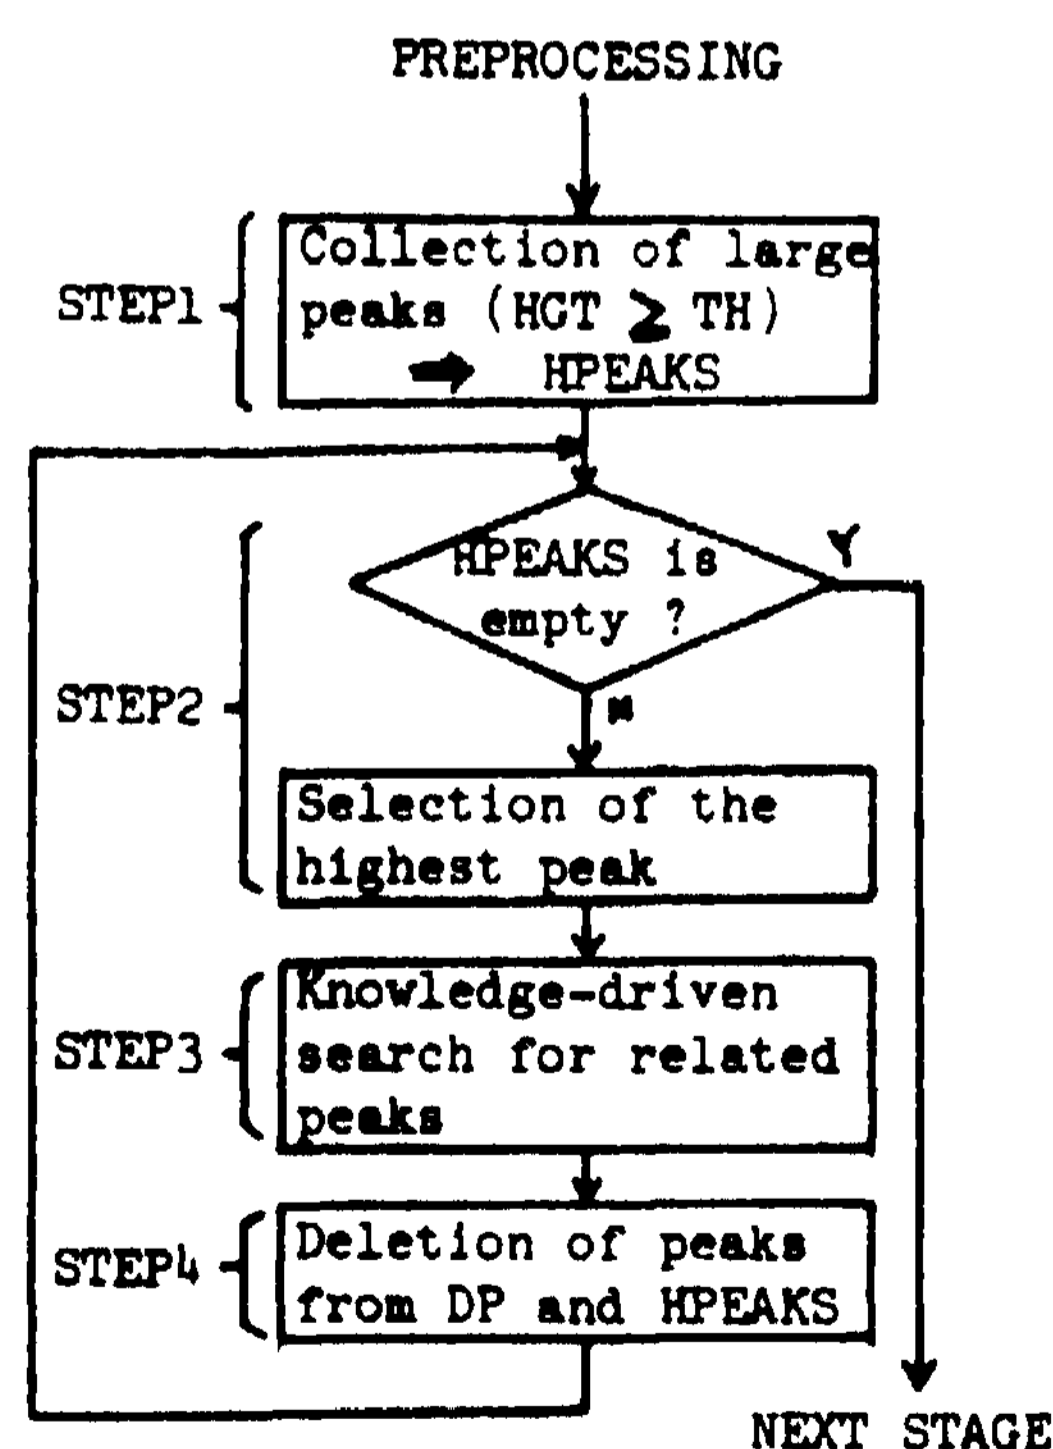 PREPROCESSING
STEP1
Collection of large
peaks (HGT ≧ TH)
➡ HPEAKS
HPEAKS is
empty ?
Y
N
STEP2
Selection of the
highest peak
STEP3
Knowledge-driven
search for related
peaks
STEP4
Deletion of peaks
from DP and HPEAKS
NEXT STAGE